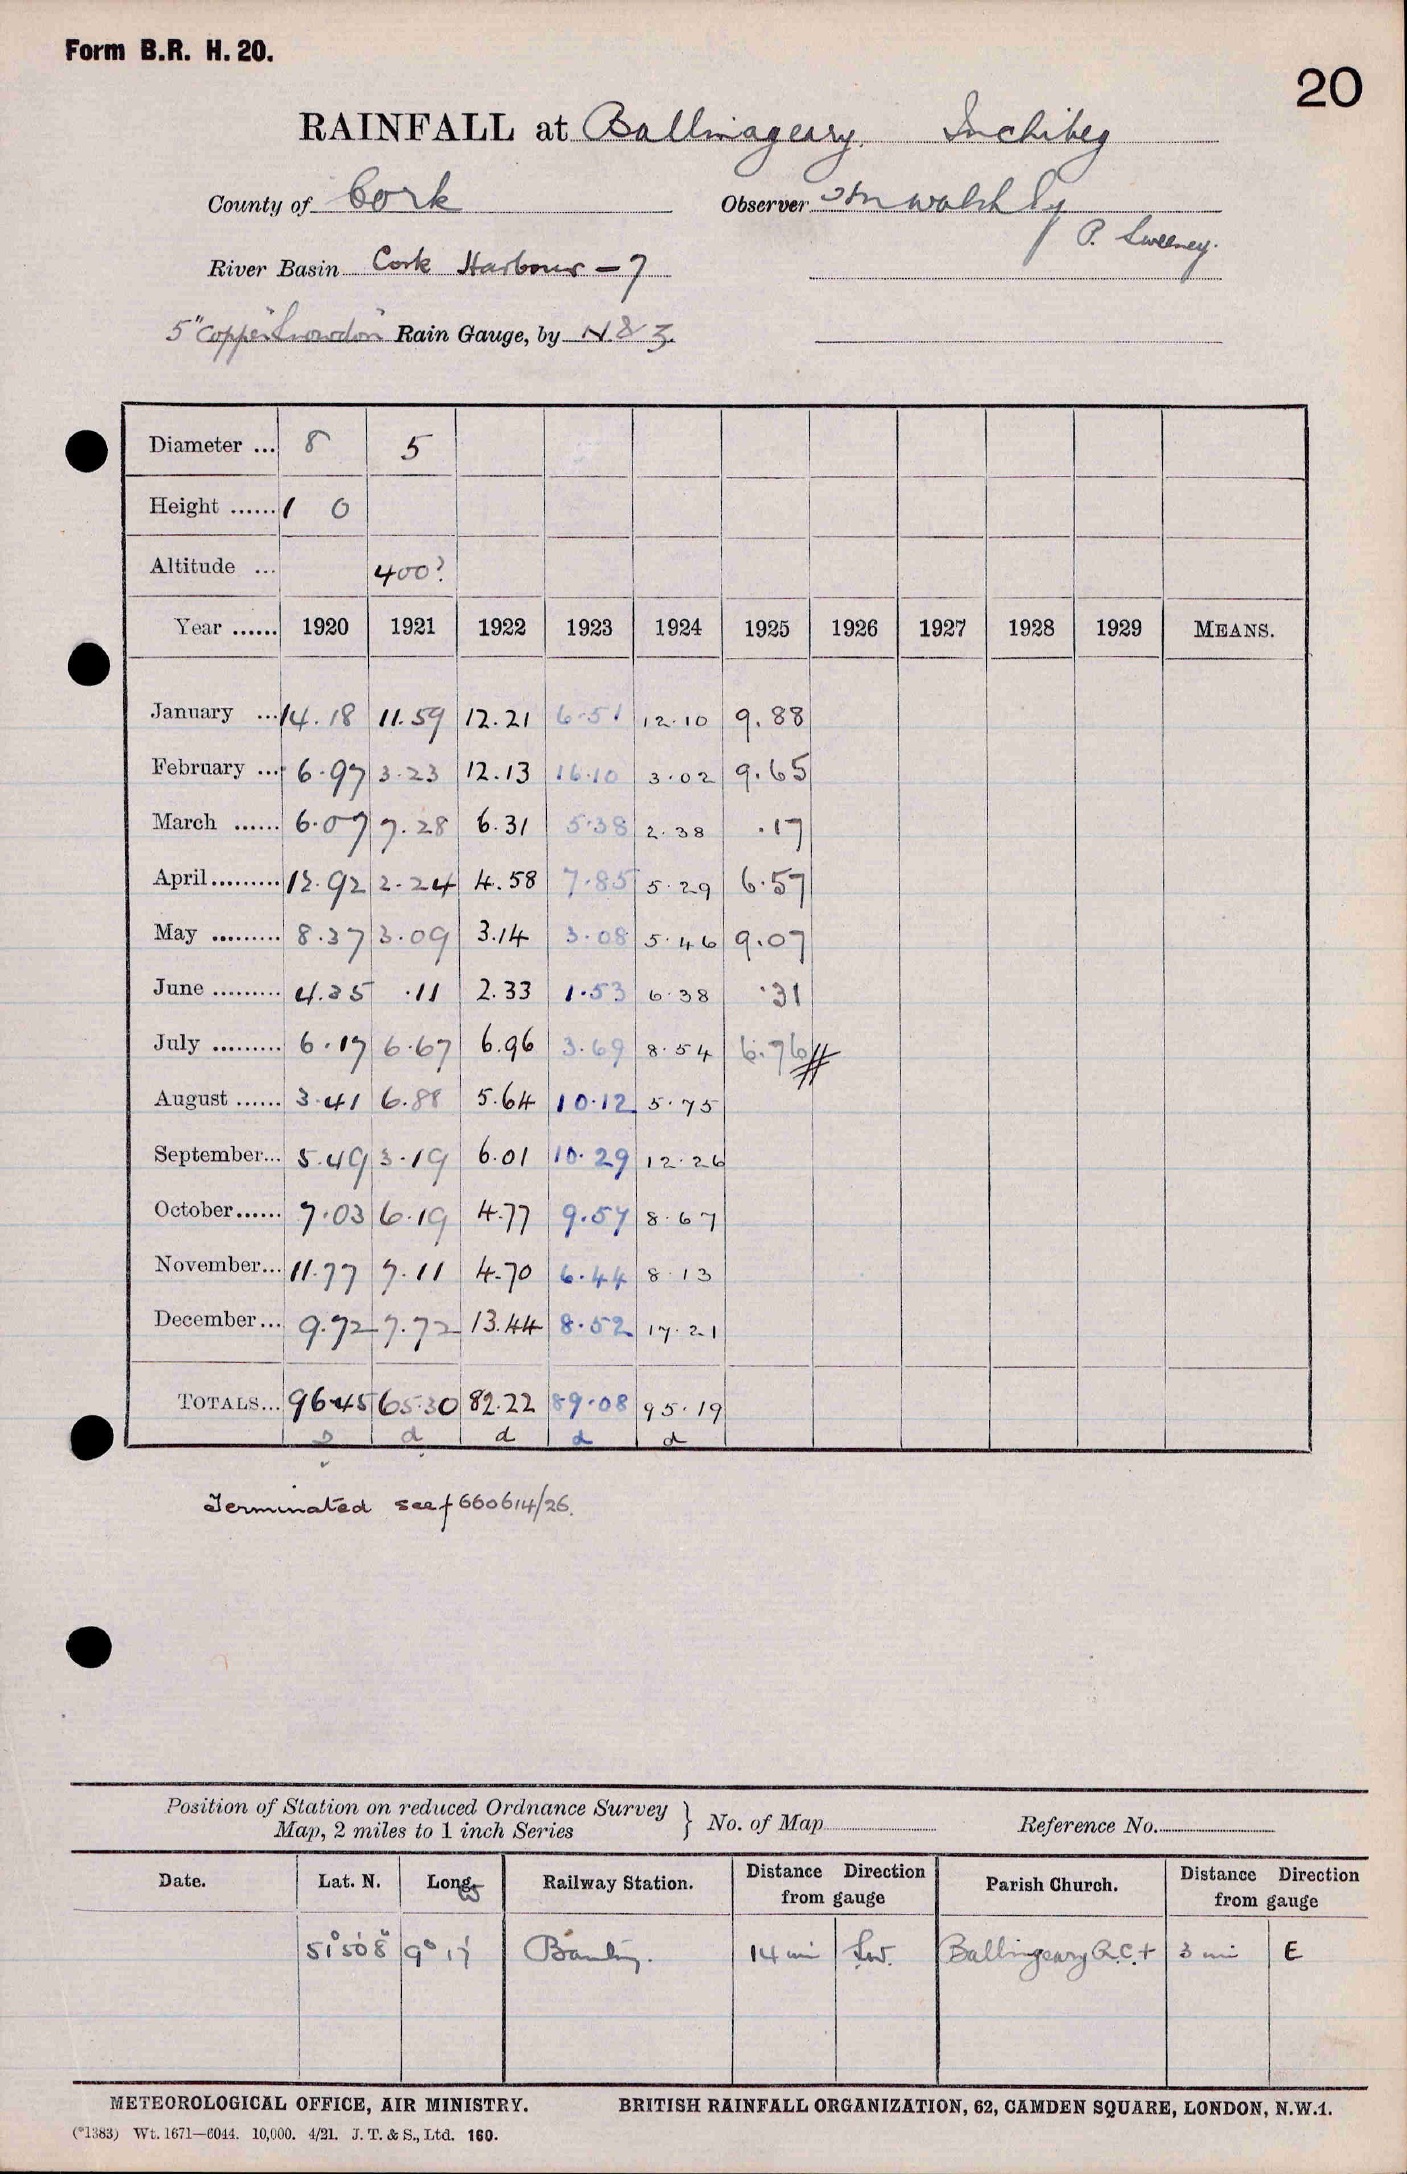 Form B.R. H. 20.
20
RAINFALL at Ballinageary. Inchibeg
County of Cork Observer Walsh Esq
P. Sweeney.
River Basin Cork Harbour - 7
5" Copper "Snowdon" Rain Gauge, by N. & Z.
Diameter ... 8 5
Height ...... 1 0
Altitude ... 400?
Year ...... 1920 1921 1922 1923 1924 1925 1926 1927 1928 1929 MEANS.
January ... 14.18 11.59 12.21 6.51 12.10 9.88
February ... 6.97 3.23 12.13 16.10 3.02 9.65
March ...... 6.07 7.28 6.31 5.38 2.38 .17
April ......... 12.92 2.24 4.58 7.85 5.29 6.57
May ......... 8.37 3.09 3.14 3.08 5.46 9.07
June ......... 4.35 .11 2.33 1.53 6.38 .31
July ......... 6.17 6.67 6.96 3.69 8.54 6.76
August ...... 3.41 6.88 5.64 10.12 5.75
September... 5.49 3.19 6.01 10.29 12.26
October...... 7.03 6.19 4.77 9.57 8.67
November... 11.77 7.11 4.70 6.44 8.13
December... 9.72 7.72 13.44 8.52 17.21
TOTALS... 96.45 65.30 82.22 89.08 95.19
d d d d
Terminated see f 660614/26.
Position of Station on reduced Ordnance Survey
Map, 2 miles to 1 inch Series } No. of Map Reference No.
Date. Lat. N. Long. W Railway Station. Distance Direction from gauge Parish Church. Distance Direction from gauge
51° 50' 8" 9° 17' Bantry. 14 mi S.W. Ballingeary R.C.+ 3 mi E
METEOROLOGICAL OFFICE, AIR MINISTRY. BRITISH RAINFALL ORGANIZATION, 62, CAMDEN SQUARE, LONDON, N.W.1.
(*1383) Wt. 1671—6044. 10,000. 4/21. J. T. & S., Ltd. 160.